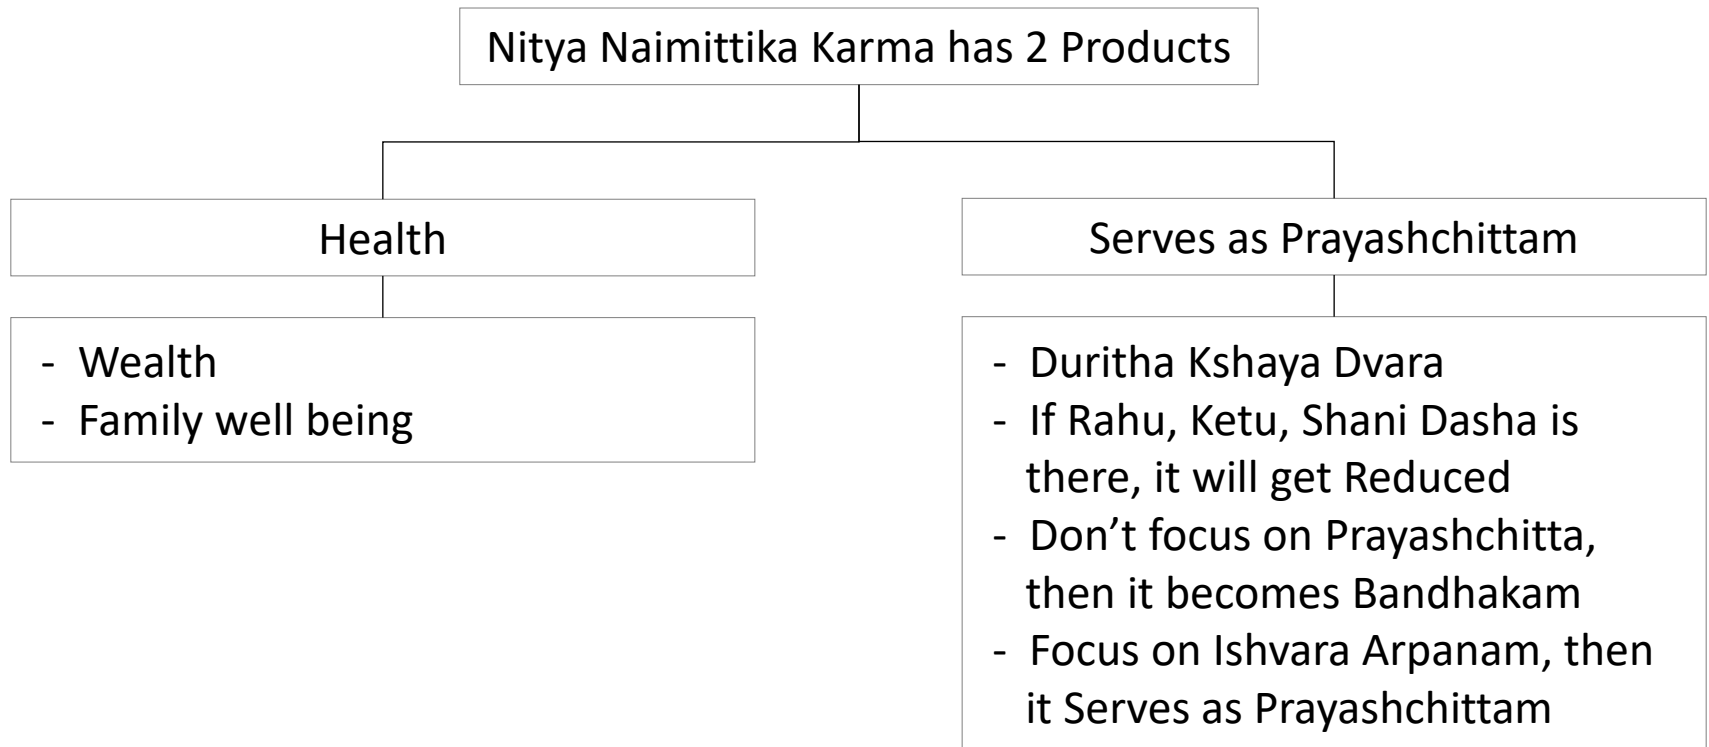 Nitya Naimittika Karma has 2 Products
Health
- Wealth
- Family well being
Serves as Prayashchittam
- Duritha Kshaya Dvara
- If Rahu, Ketu, Shani Dasha is
there, it will get Reduced
- Don’t focus on Prayashchitta,
then it becomes Bandhakam
- Focus on Ishvara Arpanam, then
it Serves as Prayashchittam